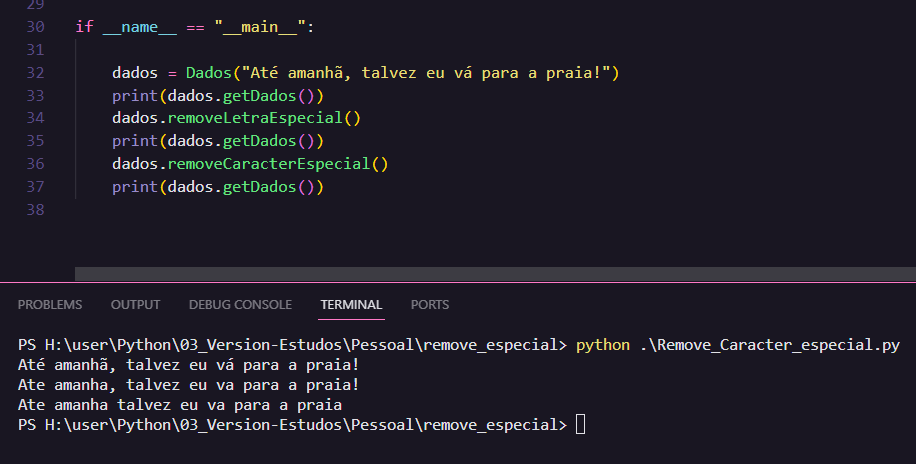 29
30 if __name__ == "__main__":
31
32 dados = Dados("Até amanhã, talvez eu vá para a praia!")
33 print(dados.getDados())
34 dados.removeLetraEspecial()
35 print(dados.getDados())
36 dados.removeCaracterEspecial()
37 print(dados.getDados())
38
PROBLEMS OUTPUT DEBUG CONSOLE TERMINAL PORTS
PS H:\user\Python\03_Version-Estudos\Pessoal\remove_especial> python .\Remove_Caracter_especial.py
Até amanhã, talvez eu vá para a praia!
Ate amanha, talvez eu va para a praia!
Ate amanha talvez eu va para a praia
PS H:\user\Python\03_Version-Estudos\Pessoal\remove_especial>